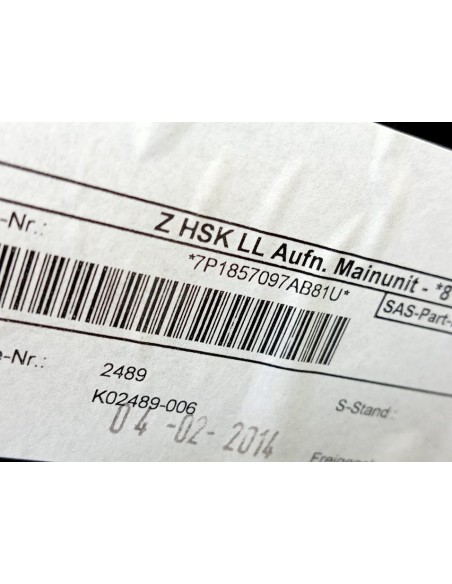 Z HSK LL Aufn. Mainunit - *8
-Nr.:
*7P1857097AB81U*
SAS-Part-
e-Nr.:
2489
S-Stand.:
K02489-006
04-02-2014